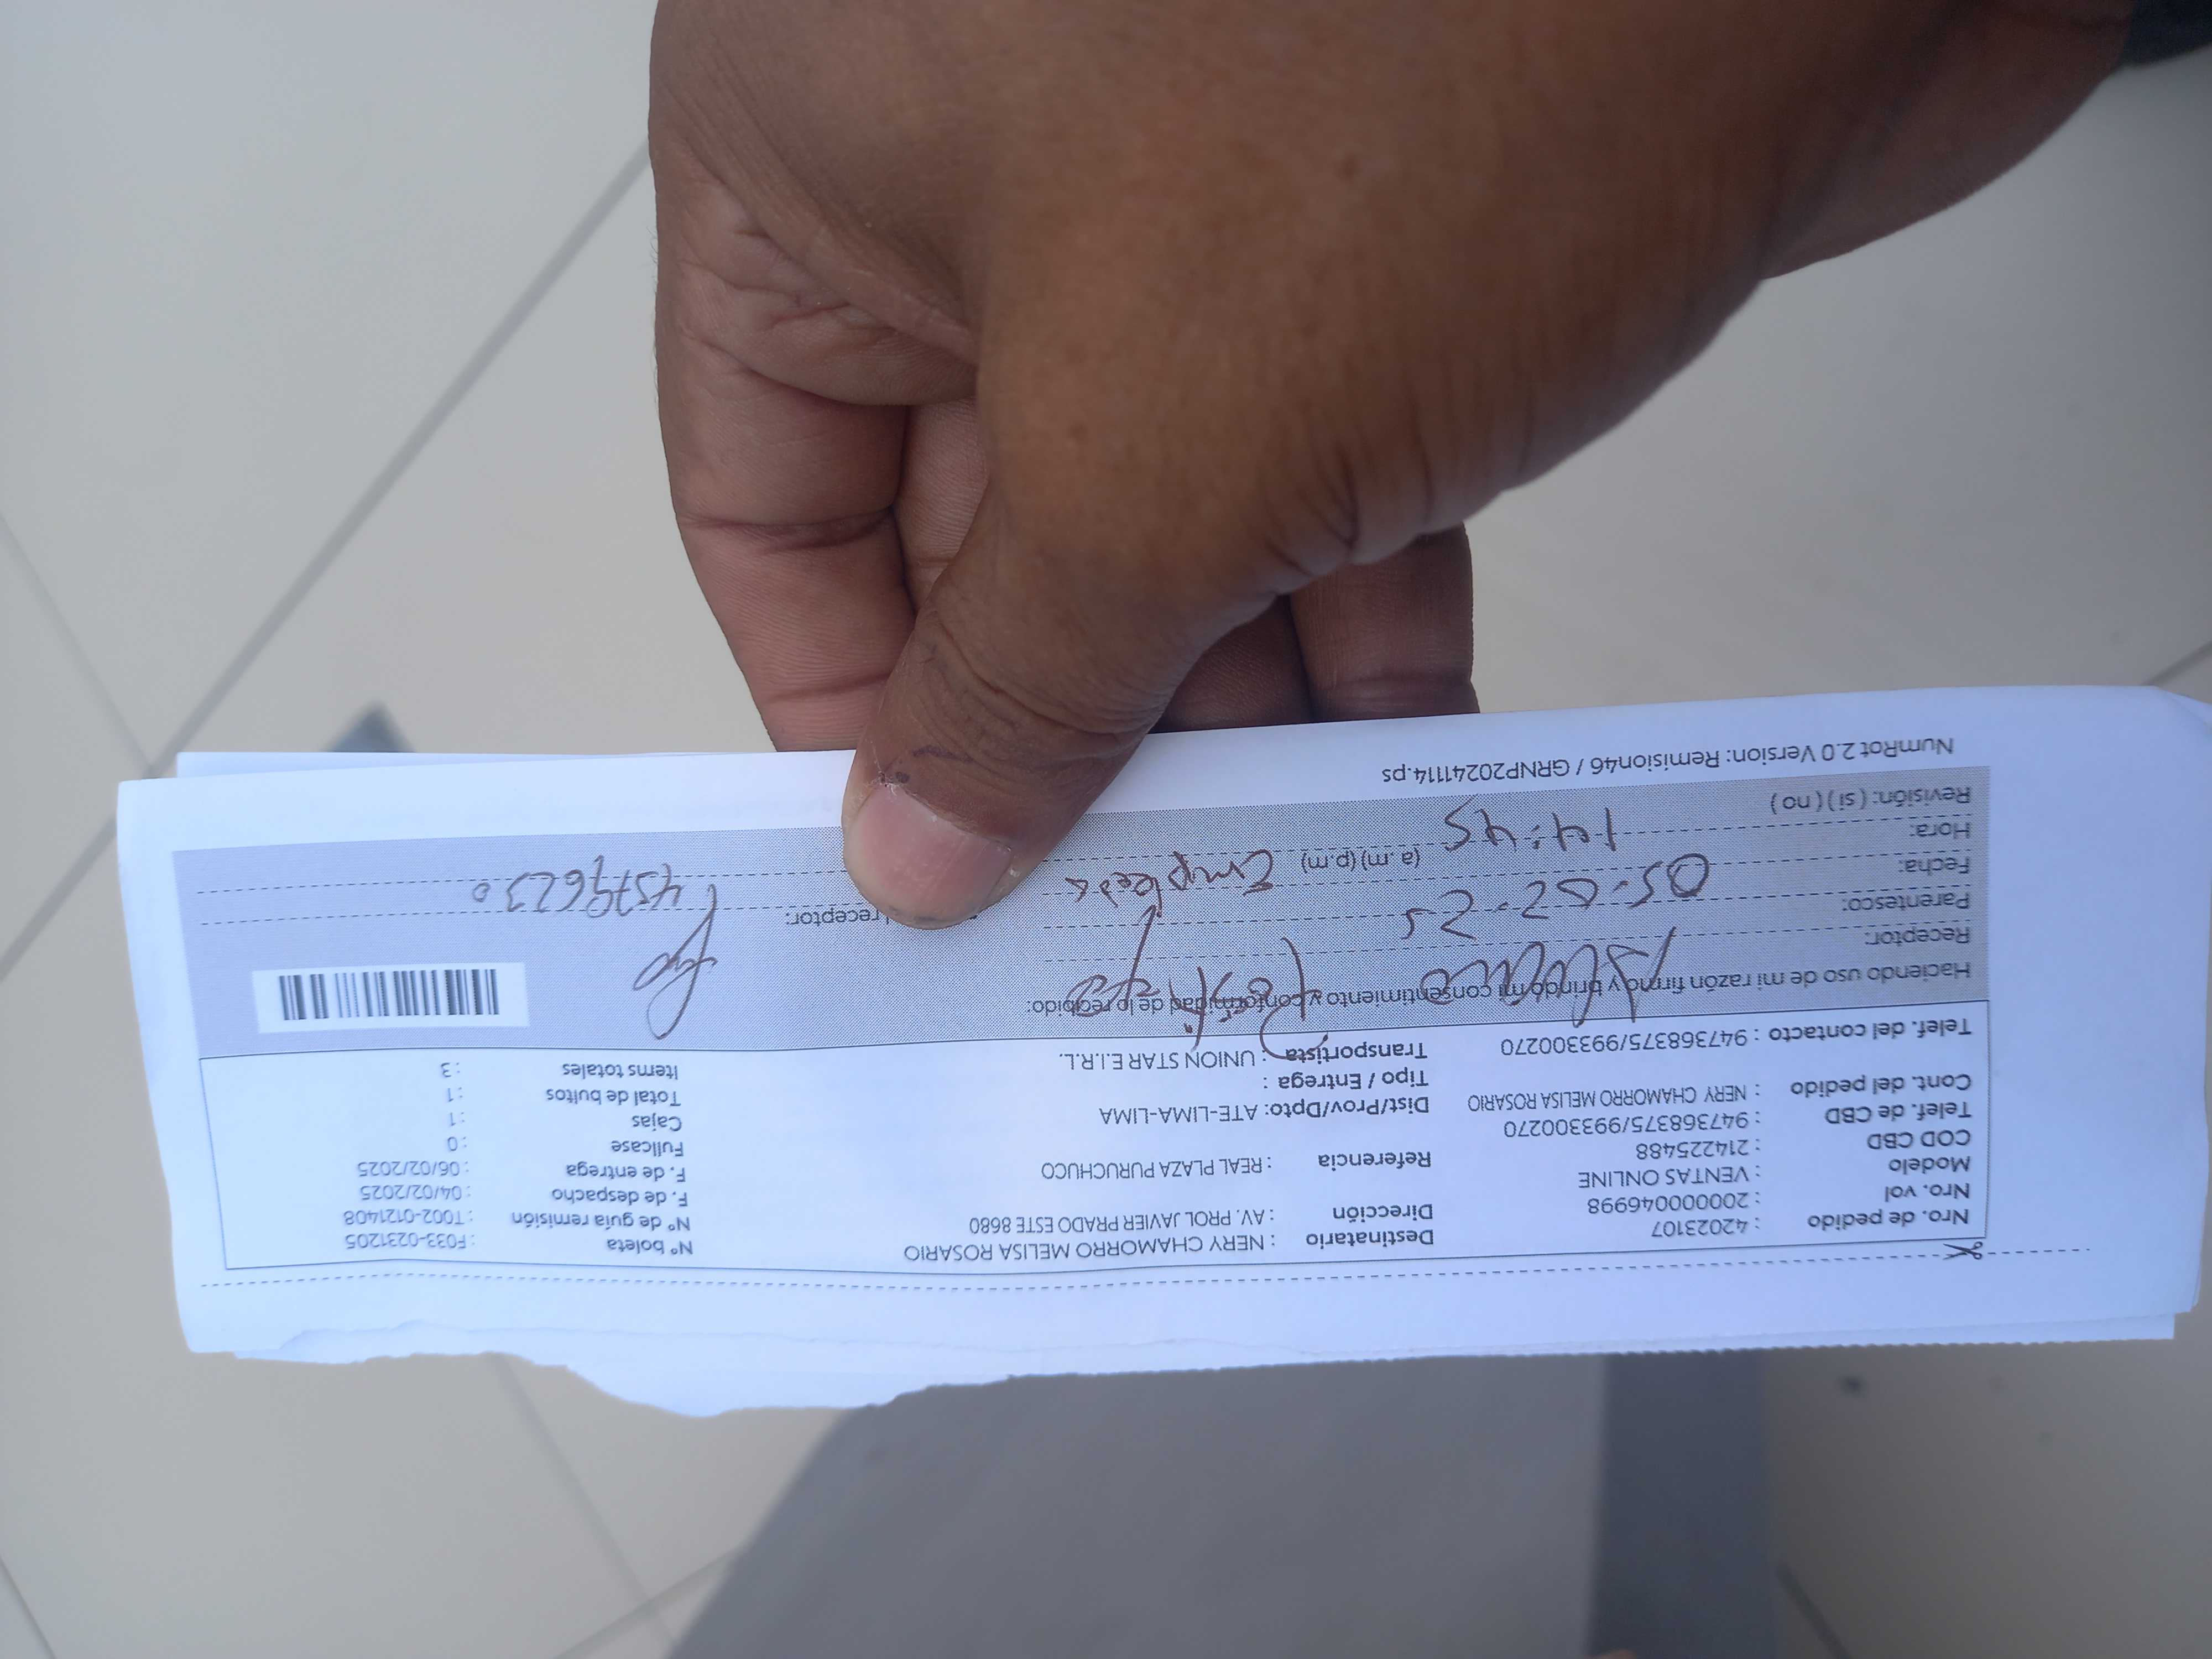 Nro. de pedido : 42023107
Nro. vol : 20000046998
Modelo : VENTAS ONLINE
COD CBD : 214225488
Telef. de CBD : 947368375/993300270
Cont. del pedido : NERY CHAMORRO MELISA ROSARIO
Telef. del contacto : 947368375/993300270
Destinatario : NERY CHAMORRO MELISA ROSARIO
Dirección : AV. PROL JAVIER PRADO ESTE 8680
Referencia : REAL PLAZA PURUCHUCO
Dist/Prov/Dpto: ATE-LIMA-LIMA
Tipo / Entrega :
Transportista : UNION STAR E.I.R.L.
N° boleta : F033-0231205
N° de guía remisión : T002-0121408
F. de despacho : 04/02/2025
F. de entrega : 06/02/2025
Fullcase : 0
Cajas : 1
Total de bultos : 1
Items totales : 3
Haciendo uso de mi razón firmo y brindo mi consentimiento y conformidad de lo recibido:
Receptor:
Parentesco:
Fecha: 05-02-25
Hora: 14:45 (a.m) (p.m)
Revisión: ( si ) ( no )
receptor:
45796230
NumRot 2.0 Version: Remision46 / GRNP20241114.ps